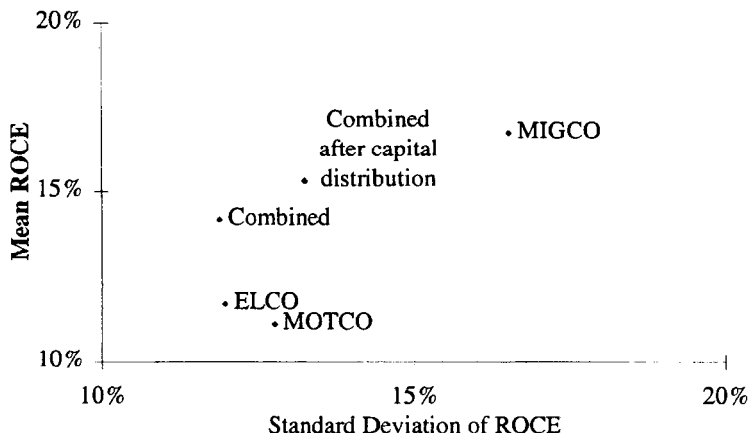 20%
Mean ROCE
Combined
after capital
distribution
MIGCO
15%
Combined
ELCO
MOTCO
10%
10%
15%
20%
Standard Deviation of ROCE